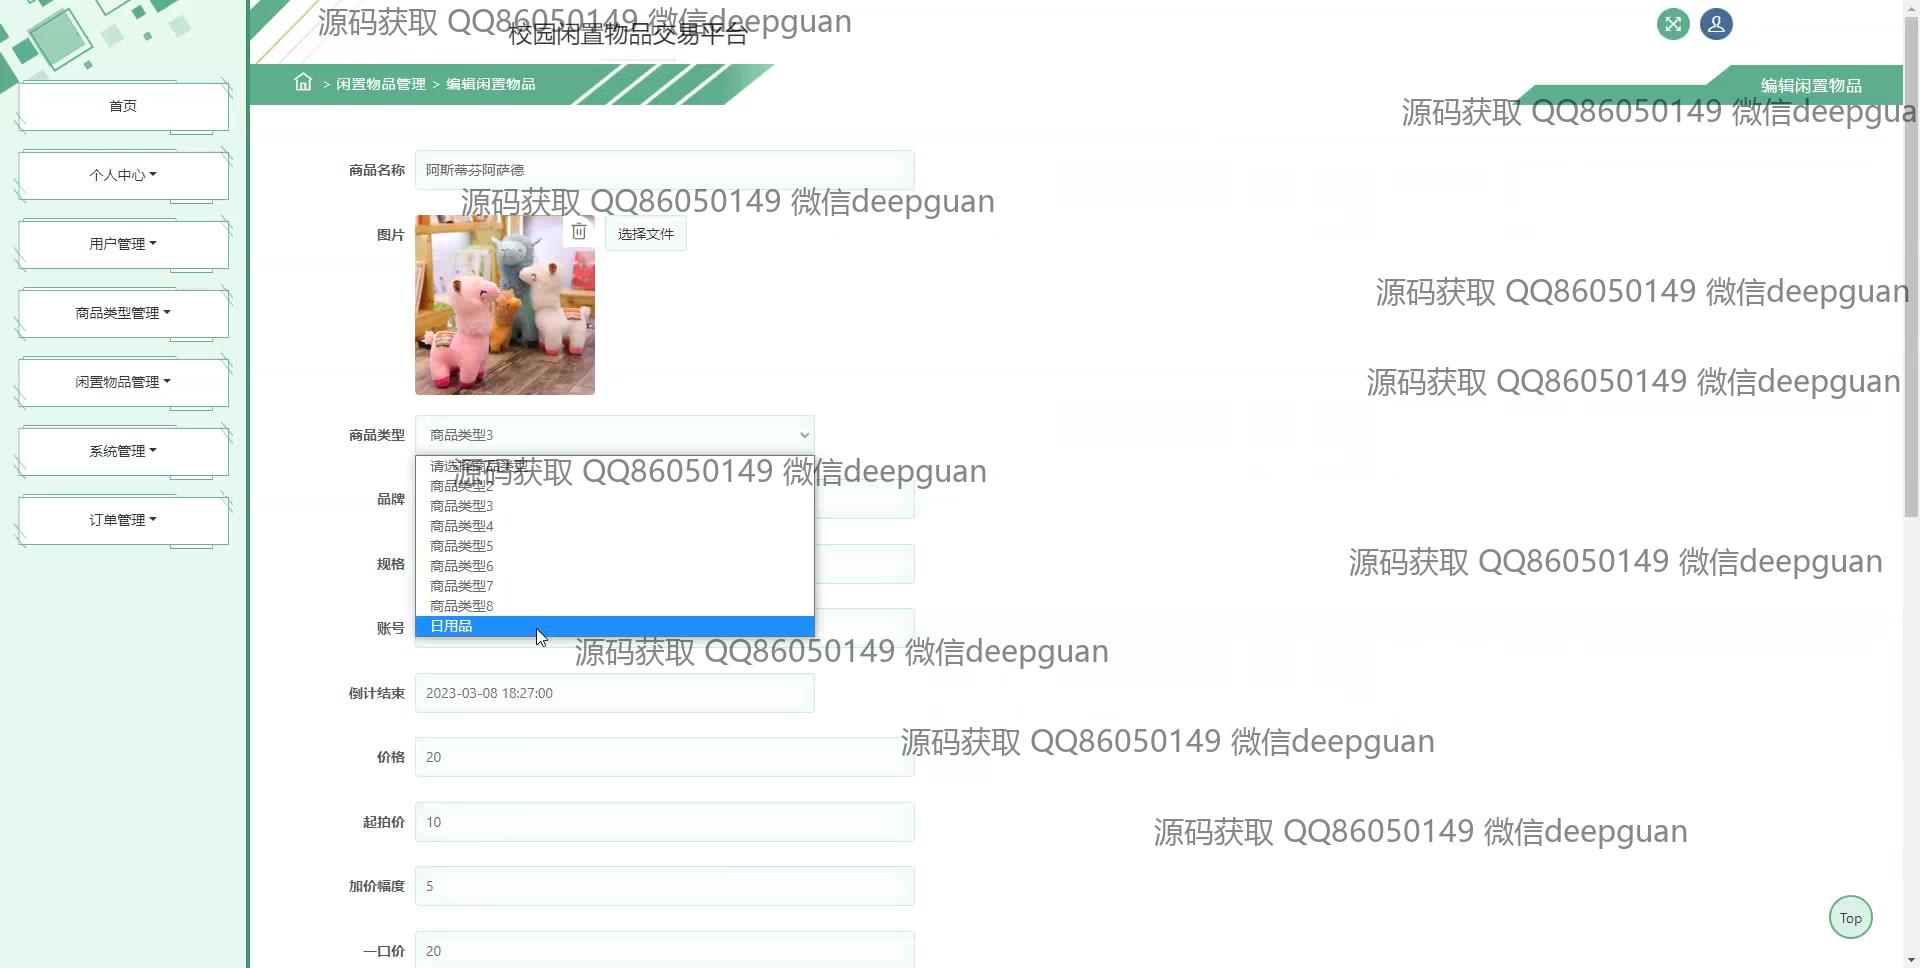 源码获取 QQ86050149 微信deepguan
校园闲置物品交易平台
> 闲置物品管理 > 编辑闲置物品
编辑闲置物品
源码获取 QQ86050149 微信deepgua
首页
个人中心
用户管理
商品类型管理
闲置物品管理
系统管理
订单管理
商品名称
阿斯蒂芬阿萨德
源码获取 QQ86050149 微信deepguan
图片
选择文件
源码获取 QQ86050149 微信deepguan
源码获取 QQ86050149 微信deepguan
商品类型
商品类型3
请选择商品类型
源码获取 QQ86050149 微信deepguan
商品类型2
品牌
商品类型3
商品类型4
商品类型5
规格
商品类型6
源码获取 QQ86050149 微信deepguan
商品类型7
商品类型8
账号
日用品
源码获取 QQ86050149 微信deepguan
倒计结束
2023-03-08 18:27:00
源码获取 QQ86050149 微信deepguan
价格
20
起拍价
10
源码获取 QQ86050149 微信deepguan
加价幅度
5
Top
一口价
20